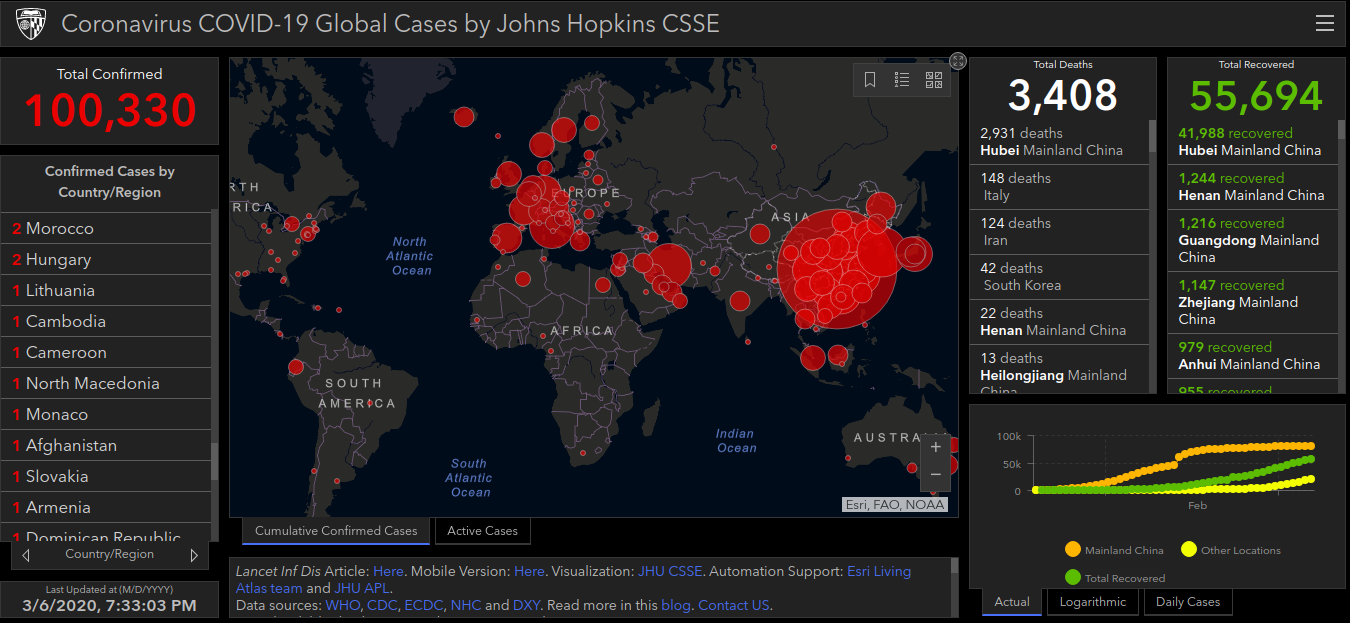 Coronavirus COVID-19 Global Cases by Johns Hopkins CSSE
Total Confirmed
100,330
Confirmed Cases by
Country/Region
2 Morocco
2 Hungary
1 Lithuania
1 Cambodia
1 Cameroon
1 North Macedonia
1 Monaco
1 Afghanistan
1 Slovakia
1 Armenia
Dominican Republic
Country/Region
Last Updated at (M/D/YYYY)
3/6/2020, 7:33:03 PM
RTH
RICA
North
Atlantic
Ocean
EUROPE
ASIA
AFRICA
SOUTH
AMERICA
South
Atlantic
Ocean
Indian
Ocean
AUSTRA
+
−
Esri, FAO, NOAA
Cumulative Confirmed Cases
Active Cases
Lancet Inf Dis Article: Here. Mobile Version: Here. Visualization: JHU CSSE. Automation Support: Esri Living
Atlas team and JHU APL.
Data sources: WHO, CDC, ECDC, NHC and DXY. Read more in this blog. Contact US.
Total Deaths
3,408
2,931 deaths
Hubei Mainland China
148 deaths
Italy
124 deaths
Iran
42 deaths
South Korea
22 deaths
Henan Mainland China
13 deaths
Heilongjiang Mainland
China
Total Recovered
55,694
41,988 recovered
Hubei Mainland China
1,244 recovered
Henan Mainland China
1,216 recovered
Guangdong Mainland
China
1,147 recovered
Zhejiang Mainland
China
979 recovered
Anhui Mainland China
955 recovered
100k
50k
0
Feb
Mainland China
Other Locations
Total Recovered
Actual
Logarithmic
Daily Cases